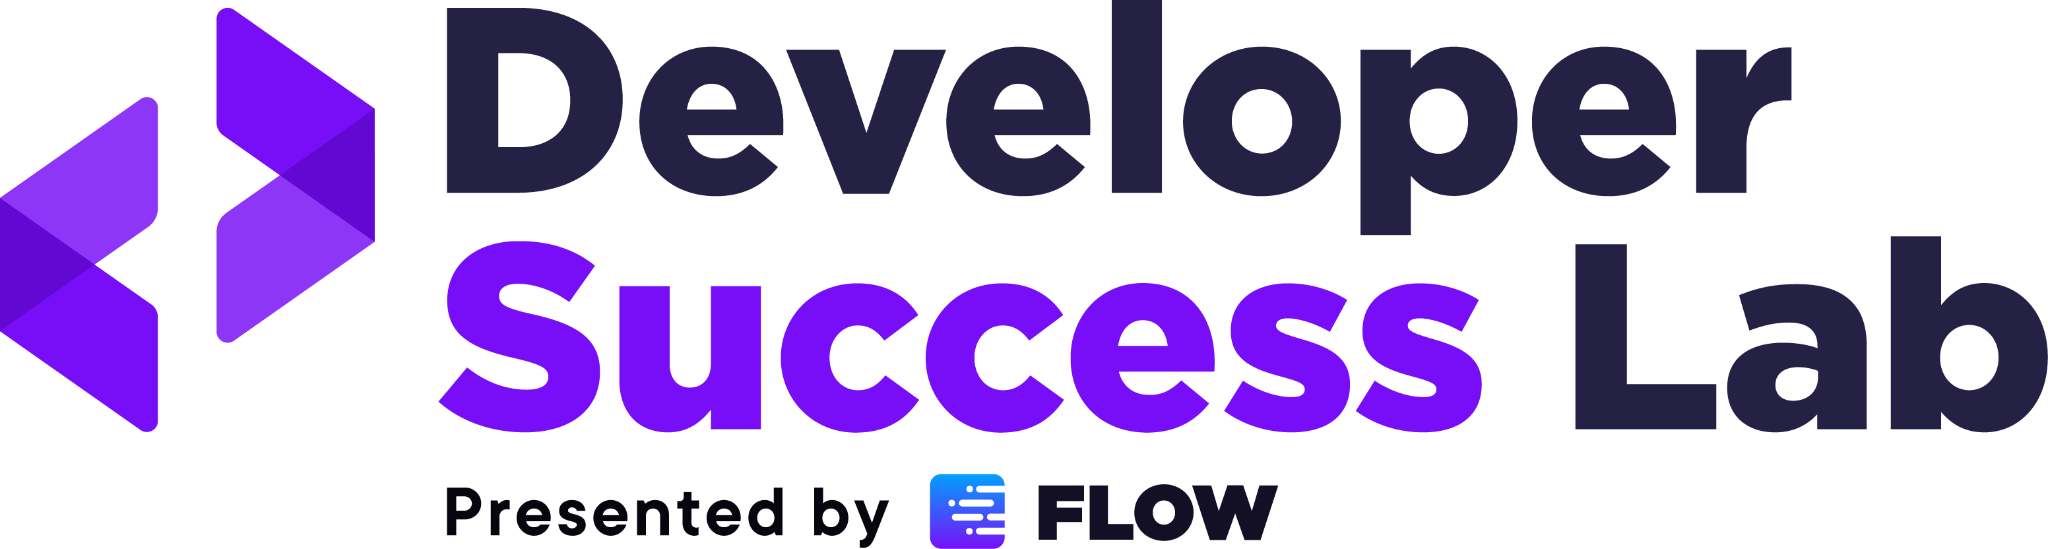 Developer
Success Lab
Presented by FLOW